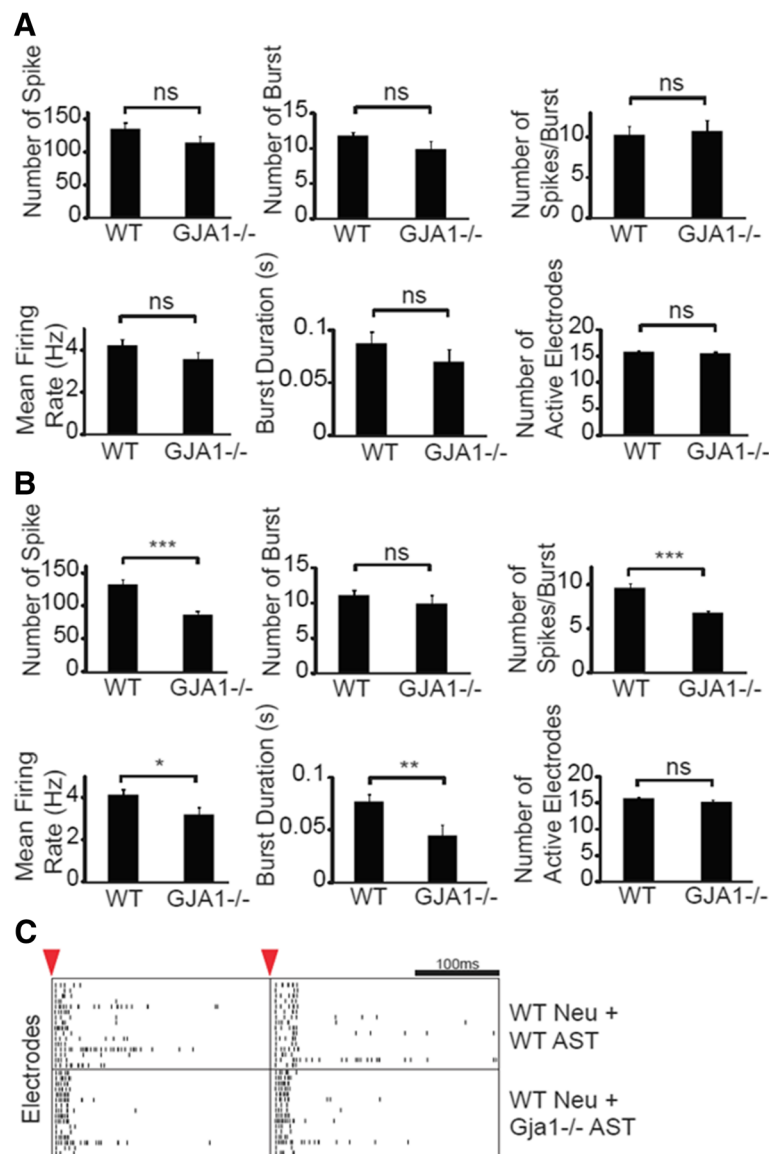 A
Number of Spike
150
100
50
0
ns
WT GJA1-/-
Number of Burst
15
10
5
0
ns
WT GJA1-/-
Number of
Spikes/Burst
10
5
0
ns
WT GJA1-/-
Mean Firing
Rate (Hz)
4
2
0
ns
WT GJA1-/-
Burst Duration (s)
0.1
0.05
0
ns
WT GJA1-/-
Number of
Active Electrodes
20
15
10
5
0
ns
WT GJA1-/-
B
Number of Spike
150
100
50
0
***
WT GJA1-/-
Number of Burst
15
10
5
0
ns
WT GJA1-/-
Number of
Spikes/Burst
10
5
0
***
WT GJA1-/-
Mean Firing
Rate (Hz)
4
2
0
*
WT GJA1-/-
Burst Duration (s)
0.1
0.05
0
**
WT GJA1-/-
Number of
Active Electrodes
20
15
10
5
0
ns
WT GJA1-/-
C
100ms
Electrodes
WT Neu +
WT AST
WT Neu +
Gja1-/- AST